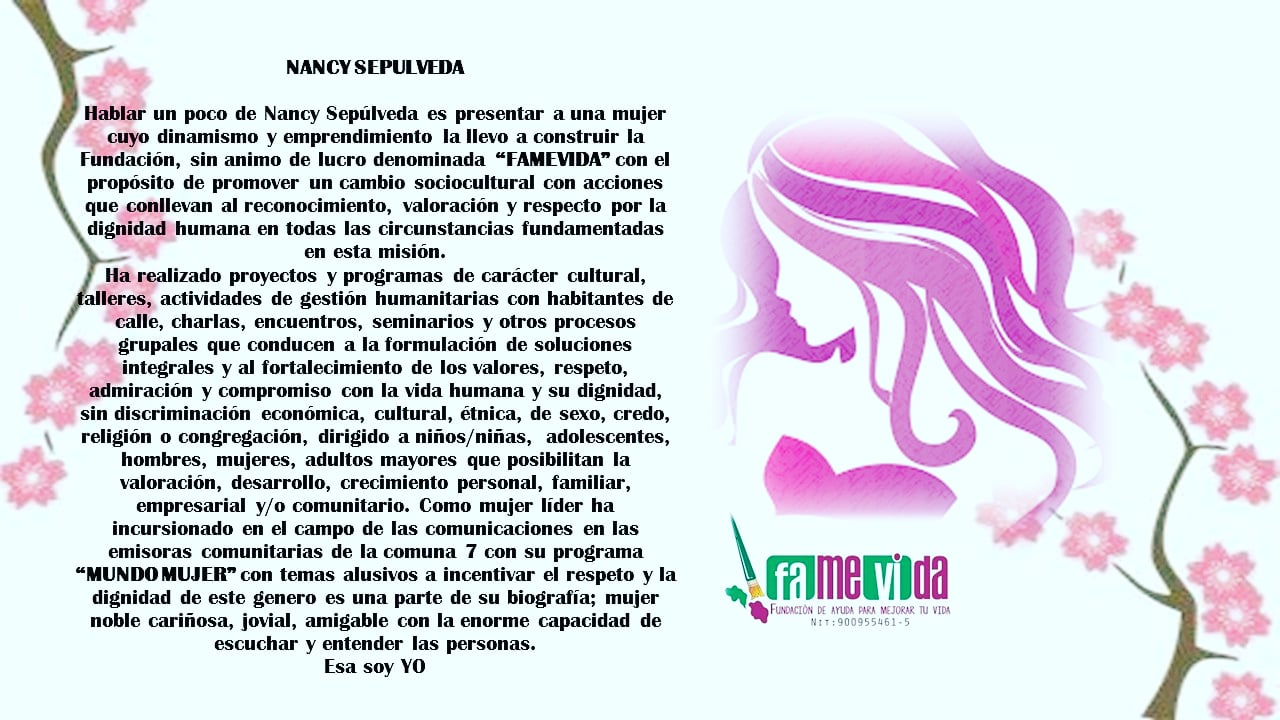 NANCY SEPULVEDA
Hablar un poco de Nancy Sepúlveda es presentar a una mujer
cuyo dinamismo y emprendimiento la llevo a construir la
Fundación, sin animo de lucro denominada “FAMEVIDA” con el
propósito de promover un cambio sociocultural con acciones
que conllevan al reconocimiento, valoración y respecto por la
dignidad humana en todas las circunstancias fundamentadas
en esta misión.
Ha realizado proyectos y programas de carácter cultural,
talleres, actividades de gestión humanitarias con habitantes de
calle, charlas, encuentros, seminarios y otros procesos
grupales que conducen a la formulación de soluciones
integrales y al fortalecimiento de los valores, respeto,
admiración y compromiso con la vida humana y su dignidad,
sin discriminación económica, cultural, étnica, de sexo, credo,
religión o congregación, dirigido a niños/niñas, adolescentes,
hombres, mujeres, adultos mayores que posibilitan la
valoración, desarrollo, crecimiento personal, familiar,
empresarial y/o comunitario. Como mujer líder ha
incursionado en el campo de las comunicaciones en las
emisoras comunitarias de la comuna 7 con su programa
“MUNDO MUJER” con temas alusivos a incentivar el respeto y la
dignidad de este genero es una parte de su biografía; mujer
noble cariñosa, jovial, amigable con la enorme capacidad de
escuchar y entender las personas.
Esa soy YO
famevida
FUNDACIÓN DE AYUDA PARA MEJORAR TU VIDA
NIT:900955461-5